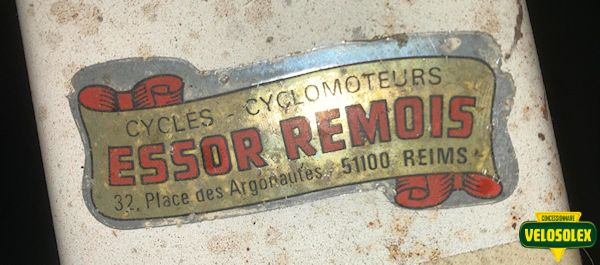 CYCLES - CYCLOMOTEURS
ESSOR REMOIS
32, Place des Argonautes 51100 REIMS
CONCESSIONNAIRE
VELOSOLEX